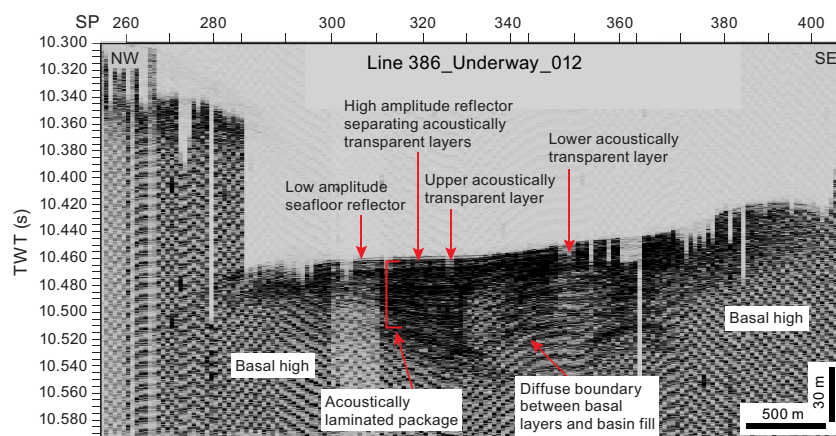 SP 260 280 300 320 340 360 380 400
10.300
10.320
10.340
10.360
10.380
10.400
10.420
10.440
10.460
10.480
10.500
10.520
10.540
10.560
10.580
TWT (s)
NW
Line 386_Underway_012
SE
High amplitude reflector
separating acoustically
transparent layers
Lower acoustically
transparent layer
Low amplitude
seafloor reflector
Upper acoustically
transparent layer
Basal high
Basal high
Acoustically
laminated package
Diffuse boundary
between basal
layers and basin fill
30 m
500 m